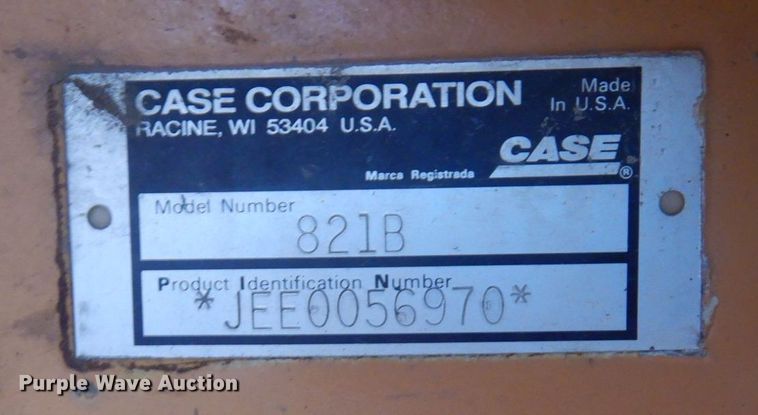 CASE CORPORATION
RACINE, WI 53404 U.S.A.
Made
In U.S.A.
CASE
Marca Registrada
®
Model Number
821B
Product Identification Number
*JEE0056970*
Purple Wave Auction